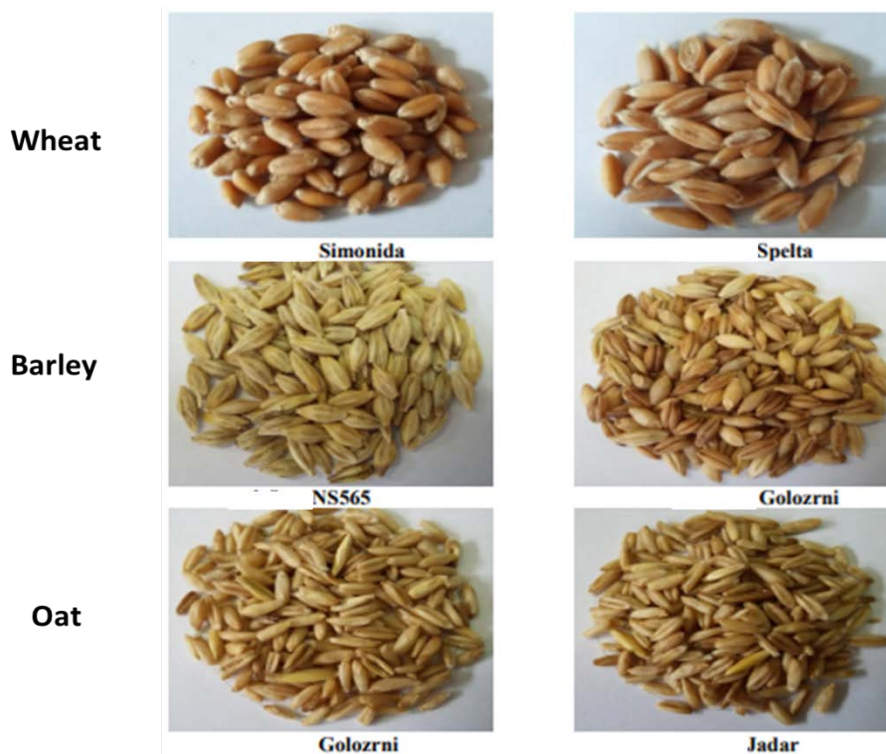 Wheat
Simonida
Spelta
Barley
NS565
Golozrni
Oat
Golozrni
Jadar